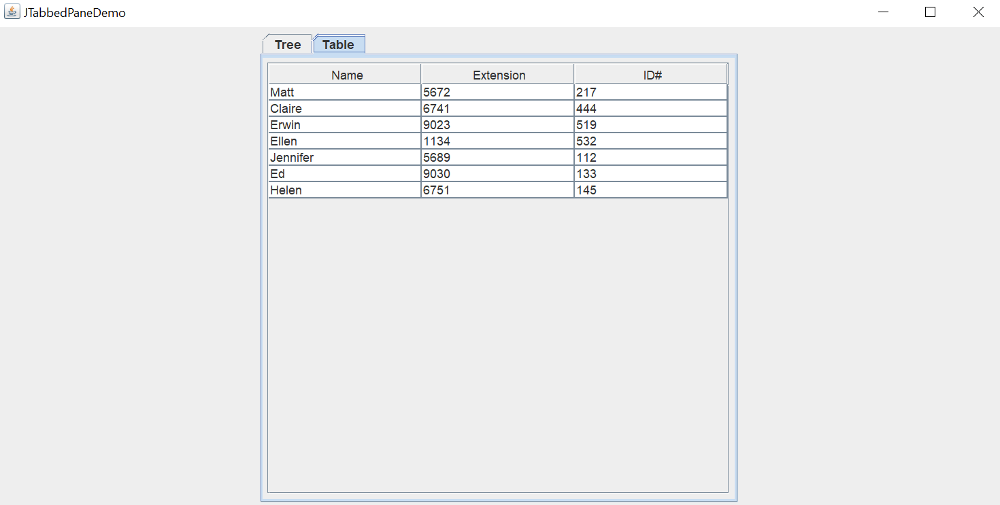 JTabbedPaneDemo
Tree Table
Name Extension ID#
Matt 5672 217
Claire 6741 444
Erwin 9023 519
Ellen 1134 532
Jennifer 5689 112
Ed 9030 133
Helen 6751 145